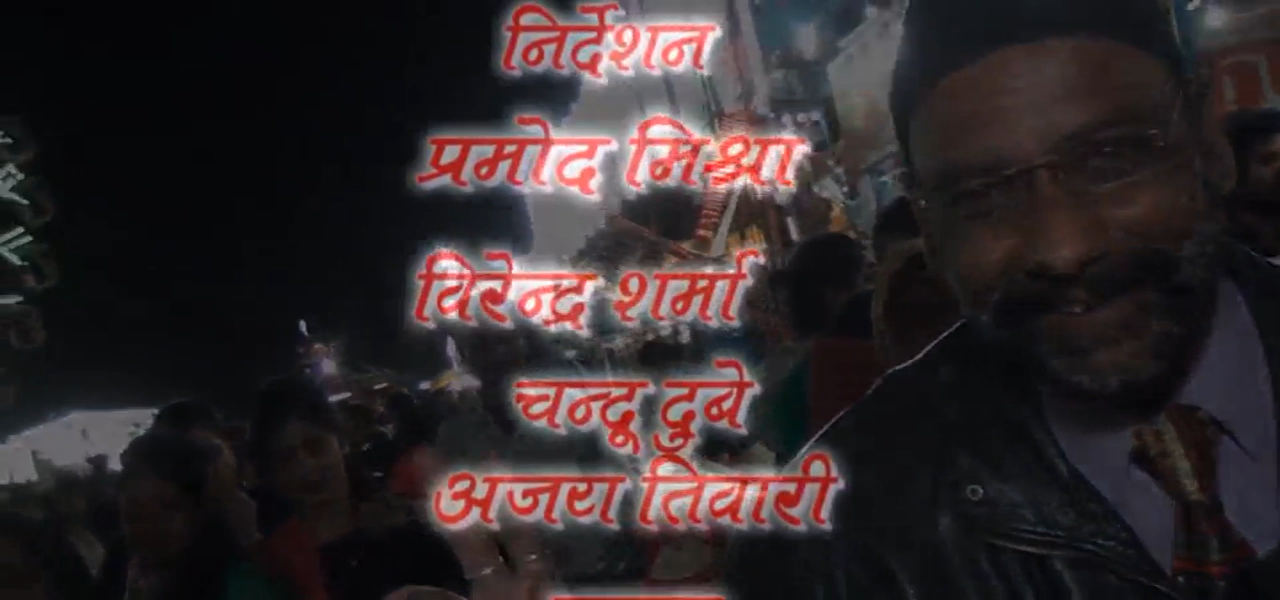 निर्देशन
प्रमोद मिश्रा
विरेन्द्र शर्मा
चन्दू दुबे
अजय तिवारी